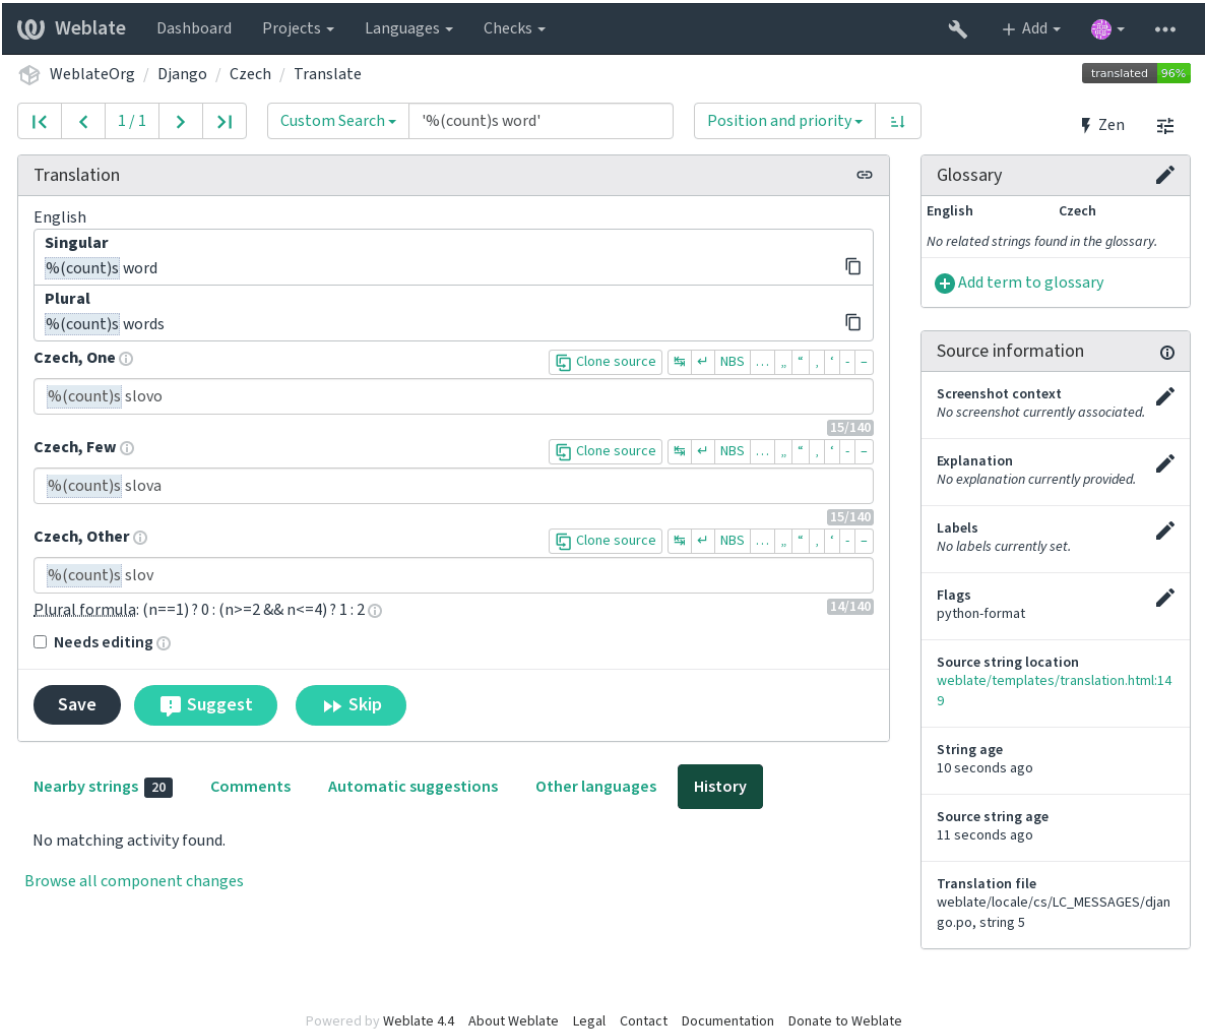 Weblate Dashboard Projects Languages Checks Add
WeblateOrg / Django / Czech / Translate
translated 96%
1 / 1
Custom Search
'%(count)s word'
Position and priority
Zen
Translation
English
Singular
%(count)s word
Plural
%(count)s words
Czech, One
Clone source ↹ ↵ NBS … „ “ ‚ ‘ - –
%(count)s slovo
15/140
Czech, Few
Clone source ↹ ↵ NBS … „ “ ‚ ‘ - –
%(count)s slova
15/140
Czech, Other
Clone source ↹ ↵ NBS … „ “ ‚ ‘ - –
%(count)s slov
14/140
Plural formula: (n==1) ? 0 : (n>=2 && n<=4) ? 1 : 2
Needs editing
Save
Suggest
Skip
Nearby strings 20
Comments
Automatic suggestions
Other languages
History
No matching activity found.
Browse all component changes
Glossary
English Czech
No related strings found in the glossary.
Add term to glossary
Source information
Screenshot context
No screenshot currently associated.
Explanation
No explanation currently provided.
Labels
No labels currently set.
Flags
python-format
Source string location
weblate/templates/translation.html:14
9
String age
10 seconds ago
Source string age
11 seconds ago
Translation file
weblate/locale/cs/LC_MESSAGES/djan
go.po, string 5
Powered by Weblate 4.4 About Weblate Legal Contact Documentation Donate to Weblate